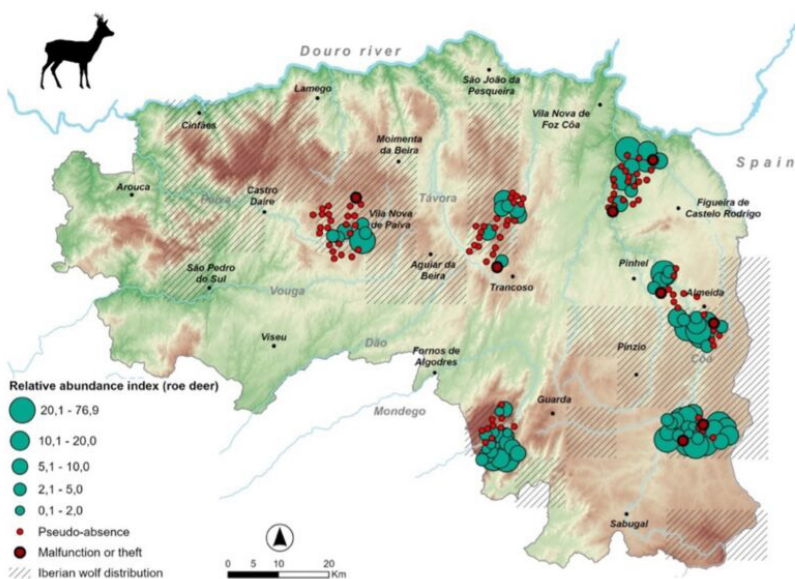 Douro river
São João da
Pesqueira
Lamego
Vila Nova de
Foz Côa
Cinfães
Moimenta
da Beira
Spain
Arouca
Paiva
Castro
Daire
Távora
Vila Nova
de Paiva
Figueira de
Castelo Rodrigo
São Pedro
do Sul
Aguiar da
Beira
Trancoso
Pinhel
Almeida
Vouga
Viseu
Dão
Fornos de
Algodres
Pínzio
Côa
Relative abundance index (roe deer)
20,1 - 76,9
10,1 - 20,0
5,1 - 10,0
2,1 - 5,0
0,1 - 2,0
Pseudo-absence
Malfunction or theft
Iberian wolf distribution
Mondego
Guarda
Sabugal
0 10 20
Km